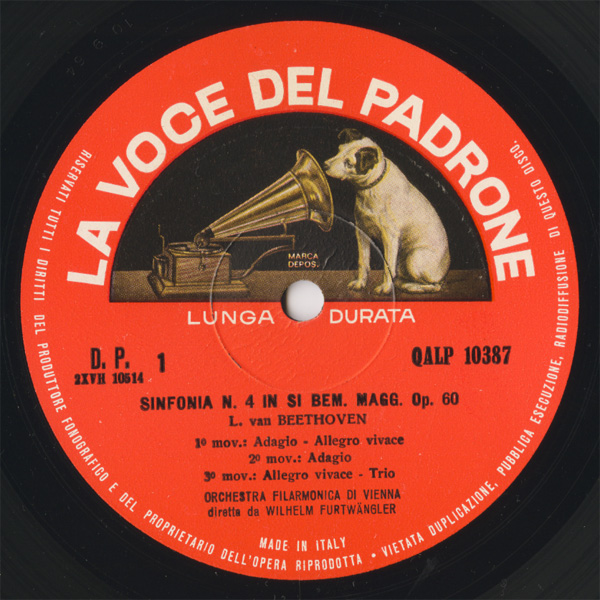 LA VOCE DEL PADRONE
MARCA
DEPOS.
LUNGA DURATA
D. P. 1
2XVH 10514
QALP 10387
SINFONIA N. 4 IN SI BEM. MAGG. Op. 60
L. van BEETHOVEN
1º mov.: Adagio - Allegro vivace
2º mov.: Adagio
3º mov.: Allegro vivace - Trio
ORCHESTRA FILARMONICA DI VIENNA
diretta da WILHELM FURTWÄNGLER
MADE IN ITALY
RISERVATI TUTTI I DIRITTI DEL PRODUTTORE FONOGRAFICO E DEL PROPRIETARIO DELL'OPERA RIPRODOTTA • VIETATA DUPLICAZIONE, PUBBLICA ESECUZIONE, RADIODIFFUSIONE DI QUESTO DISCO.